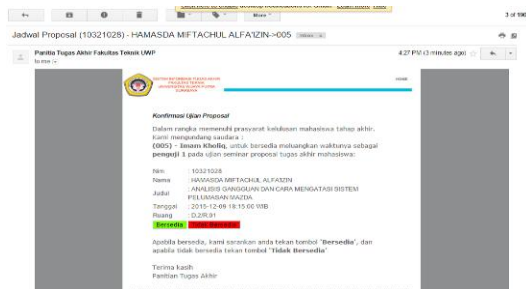 More
3 of 190
Jadwal Proposal (10321028) - HAMASDA MIFTACHUL ALFA'IZIN->005
Panitia Tugas Akhir Fakultas Teknik UWP
to me
4:27 PM (3 minutes ago)
HOME
Konfirmasi Ujian Proposal
Dalam rangka memenuhi prasyarat kelulusan mahasiswa tahap akhir.
Kami mengundang saudara :
(005) - Imam Kholiq, untuk bersedia meluangkan waktunya sebagai
penguji 1 pada ujian seminar proposal tugas akhir mahasiswa:
Nim : 10321028
Nama : HAMASDA MIFTACHUL ALFA'IZIN
Judul : ANALISIS GANGGUAN DAN CARA MENGATASI SISTEM
PELUMASAN MAZDA
Tanggal : 2015-12-09 18:15:00 WIB
Ruang : D.2/R.01
Bersedia Tidak Bersedia
Apabila bersedia, kami sarankan anda tekan tombol "Bersedia", dan
apabila tidak bersedia tekan tombol "Tidak Bersedia"
Terima kasih
Panitian Tugas Akhir